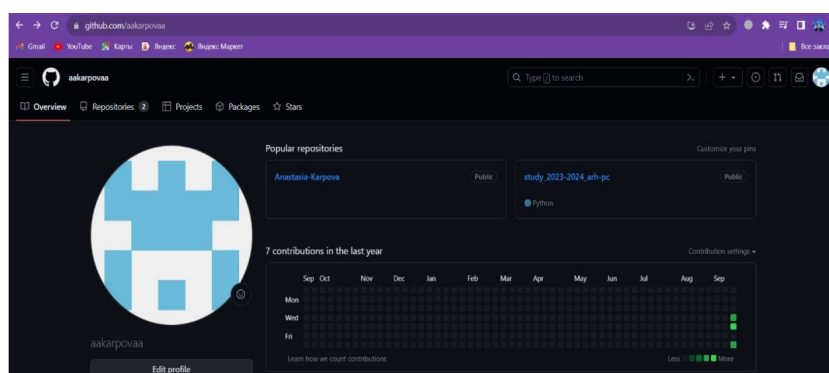 github.com/aakarpovaa
Gmail YouTube Карты Яндекс Яндекс Маркет Все закла
aakarpovaa Type / to search
Overview Repositories 2 Projects Packages Stars
Popular repositories Customize your pins
Anastasia-Karpova Public study_2023-2024_arh-pc Public
Python
7 contributions in the last year Contribution settings
Sep Oct Nov Dec Jan Feb Mar Apr May Jun Jul Aug Sep
Mon
Wed
Fri
Learn how we count contributions Less More
aakarpovaa
Edit profile